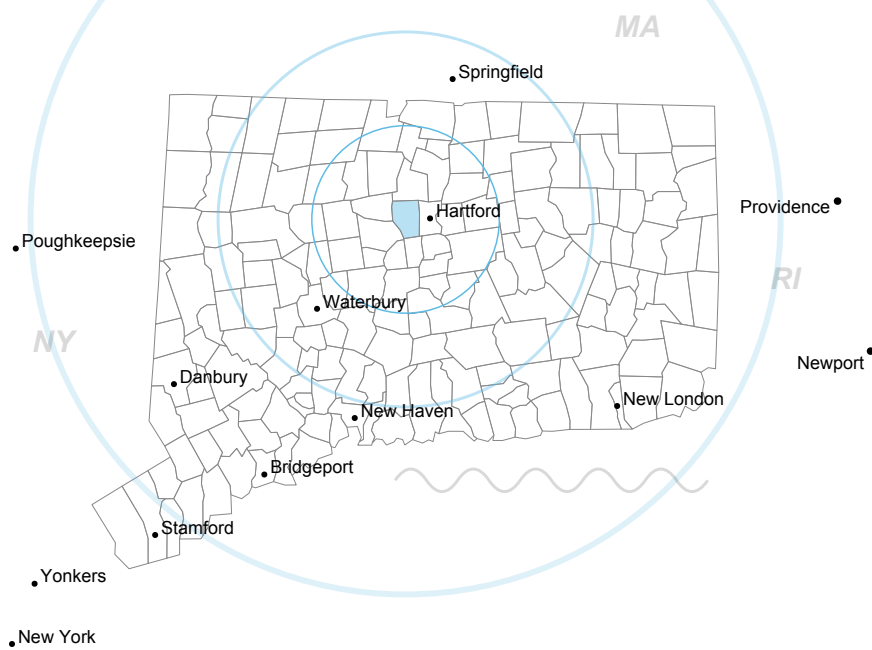 MA
Springfield
Providence
Hartford
Poughkeepsie
RI
Waterbury
NY
Newport
Danbury
New London
New Haven
Bridgeport
Stamford
Yonkers
New York